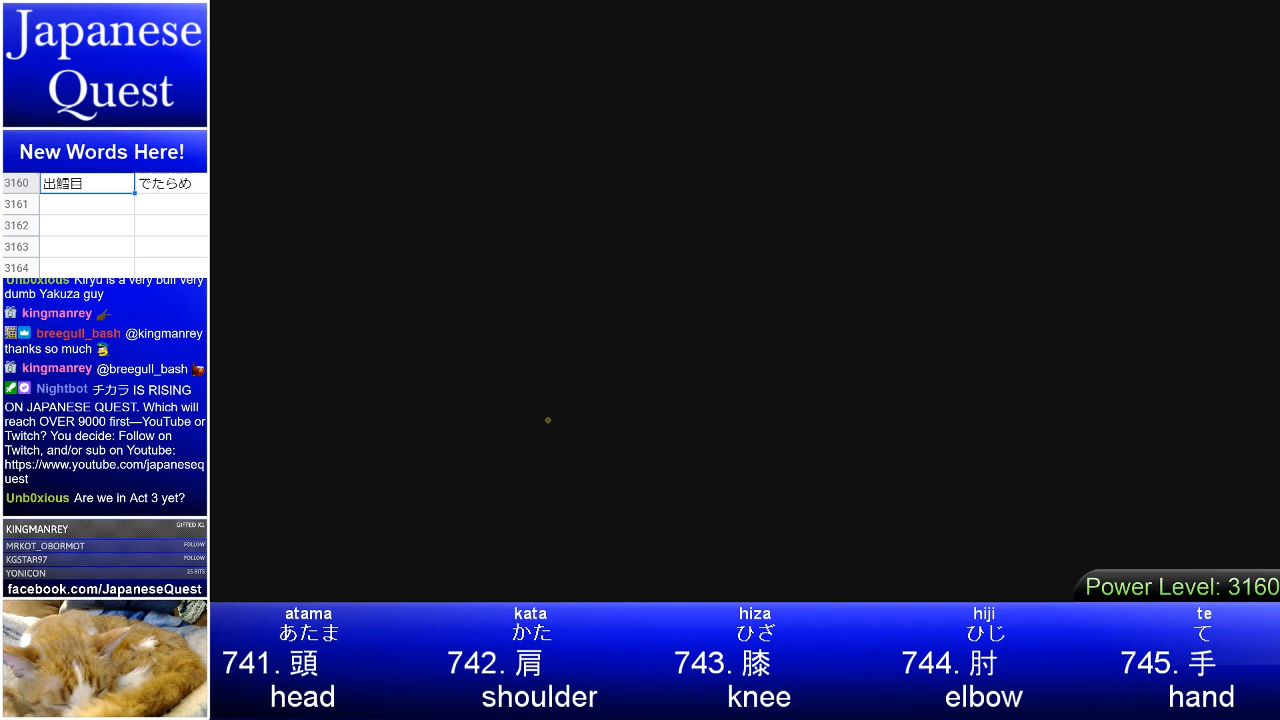 Japanese
Quest
New Words Here!
3160 出鱈目 でたらめ
3161
3162
3163
3164
Unb0xious Kiryu is a very buff very
dumb Yakuza guy
kingmanrey
breegull_bash @kingmanrey
thanks so much
kingmanrey @breegull_bash
Nightbot チカラ IS RISING
ON JAPANESE QUEST. Which will
reach OVER 9000 first—YouTube or
Twitch? You decide: Follow on
Twitch, and/or sub on Youtube:
https://www.youtube.com/japaneseq
uest
Unb0xious Are we in Act 3 yet?
KINGMANREY GIFTED X1
MRKOT_OBORMOT FOLLOW
KGSTAR97 FOLLOW
YONICON 25 BITS
facebook.com/JapaneseQuest
Power Level: 3160
atama kata hiza hiji te
あたま かた ひざ ひじ て
741. 頭 742. 肩 743. 膝 744. 肘 745. 手
head shoulder knee elbow hand